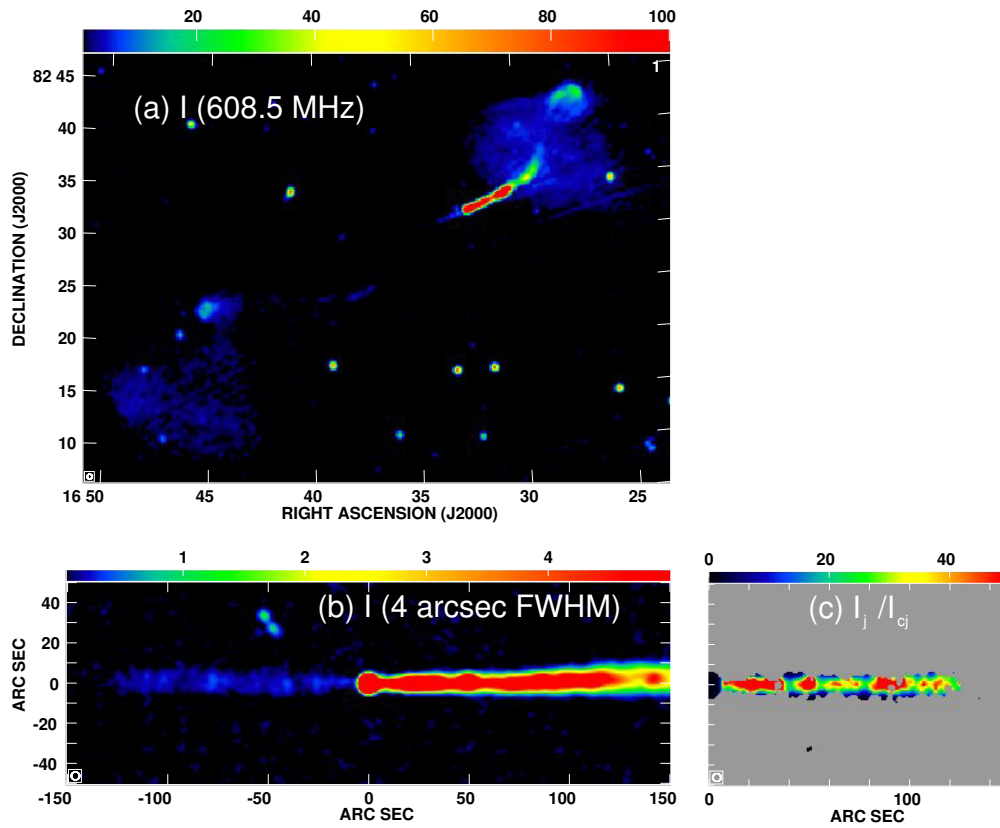 20 40 60 80 100
1
(a) I (608.5 MHz)
82 45
40
35
30
25
20
15
10
DECLINATION (J2000)
16 50 45 40 35 30 25
RIGHT ASCENSION (J2000)
1 2 3 4
(b) I (4 arcsec FWHM)
40
20
0
-20
-40
ARC SEC
-150 -100 -50 0 50 100 150
ARC SEC
0 20 40
(c) I_j /I_cj
0 100
ARC SEC